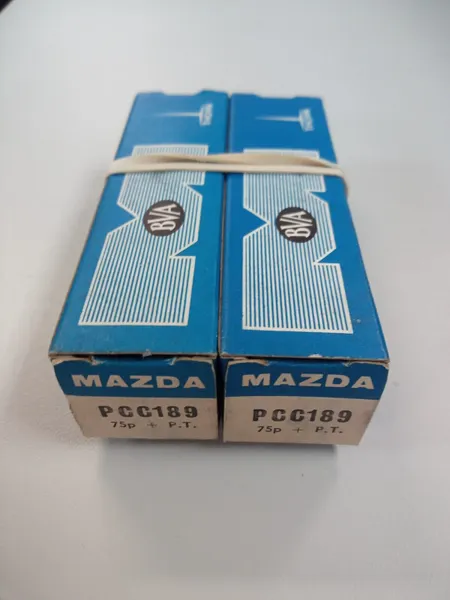 BVA
BVA
MAZDA
PCC189
75p + P.T.
MAZDA
PCC189
75p + P.T.